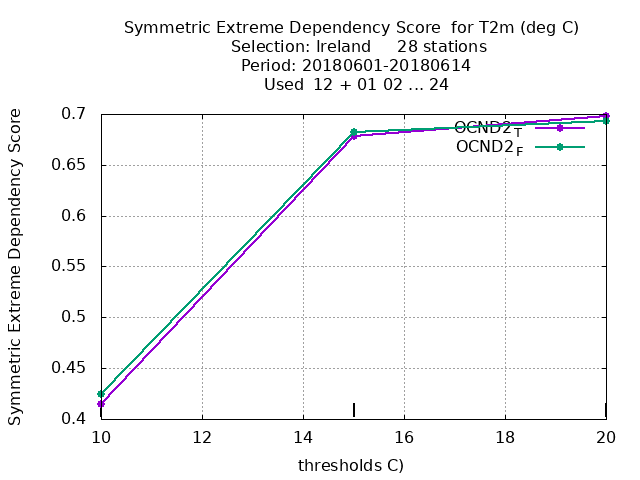 Symmetric Extreme Dependency Score  for T2m (deg C)
Selection: Ireland     28 stations
Period: 20180601-20180614
Used  12 + 01 02 ... 24
Symmetric Extreme Dependency Score
0.7
0.65
0.6
0.55
0.5
0.45
0.4
OCND2T
OCND2F
10 12 14 16 18 20
thresholds C)